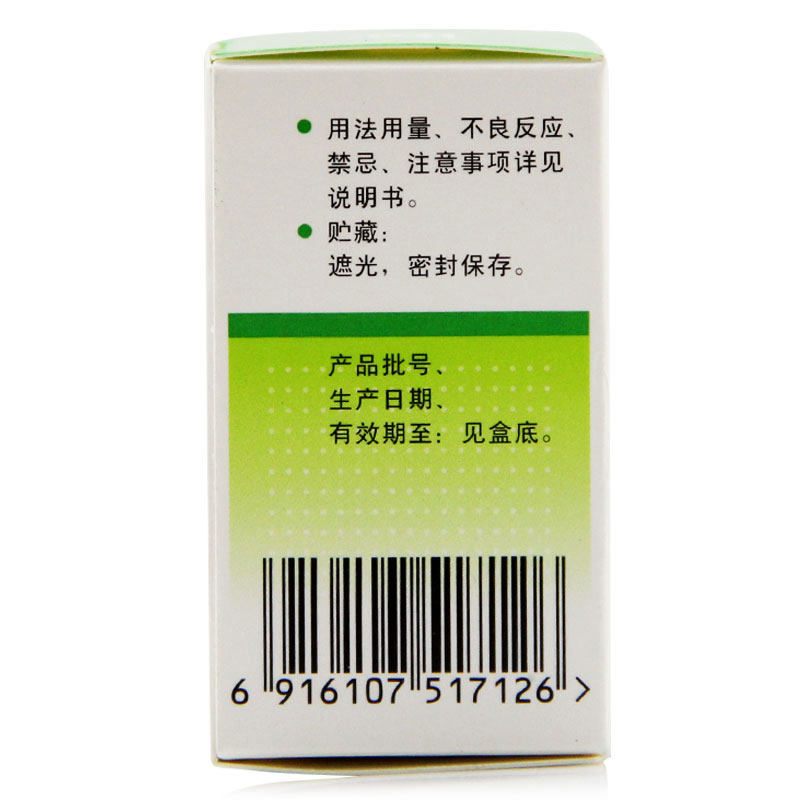 ● 用法用量、不良反应、
禁忌、注意事项详见
说明书。
● 贮藏:
遮光，密封保存。
产品批号、
生产日期、
有效期至: 见盒底。
6 916107 517126 >